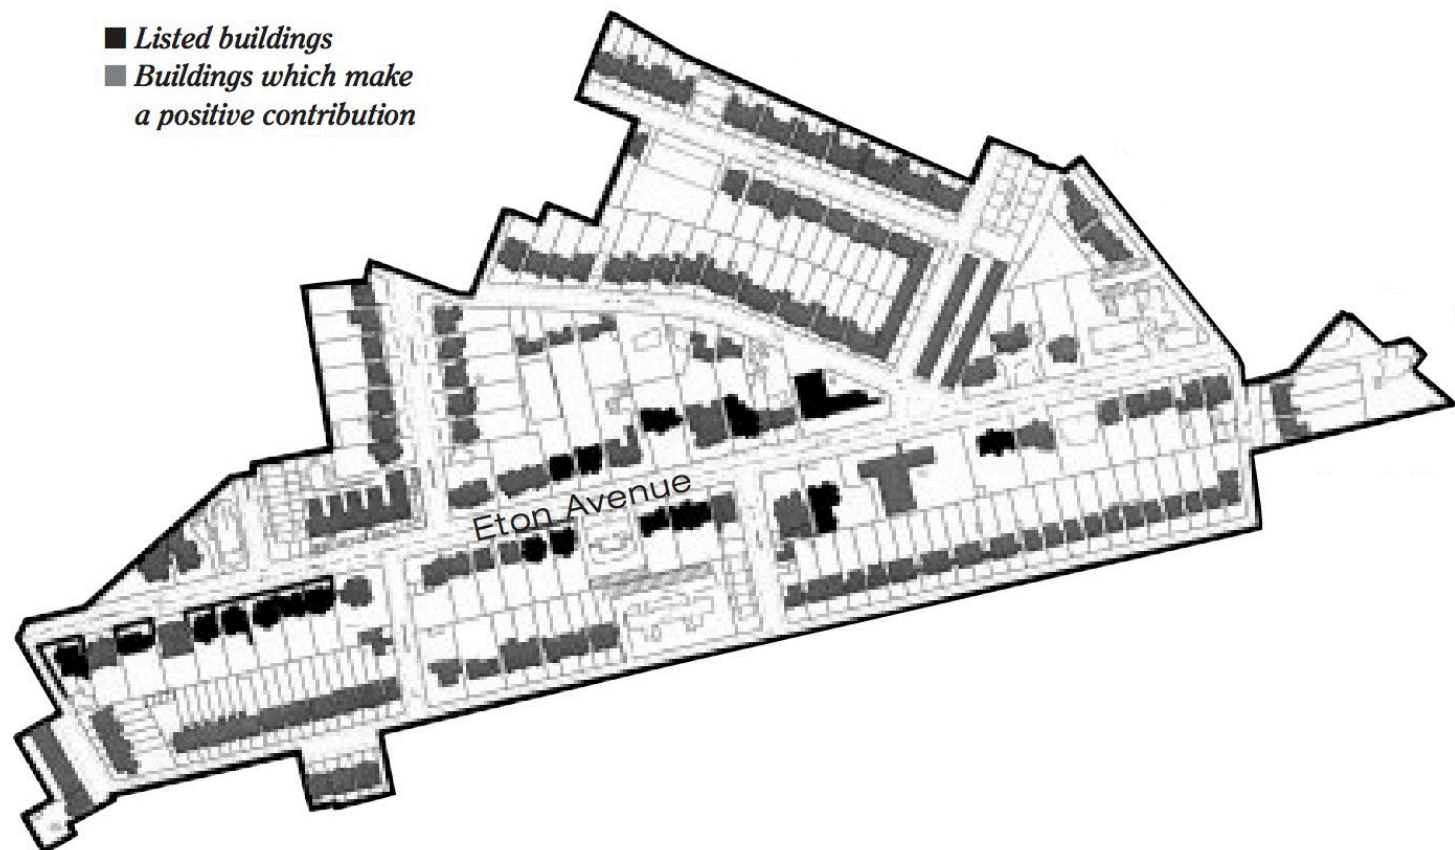 Listed buildings
Buildings which make
a positive contribution
Eton Avenue